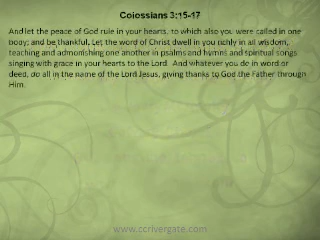 Colossians 3:15-17
And let the peace of God rule in your hearts, to which also you were called in one
body; and be thankful. Let the word of Christ dwell in you richly in all wisdom,
teaching and admonishing one another in psalms and hymns and spiritual songs
singing with grace in your hearts to the Lord. And whatever you do in word or
deed, do all in the name of the Lord Jesus, giving thanks to God the Father through
Him.
www.ccrivergate.com